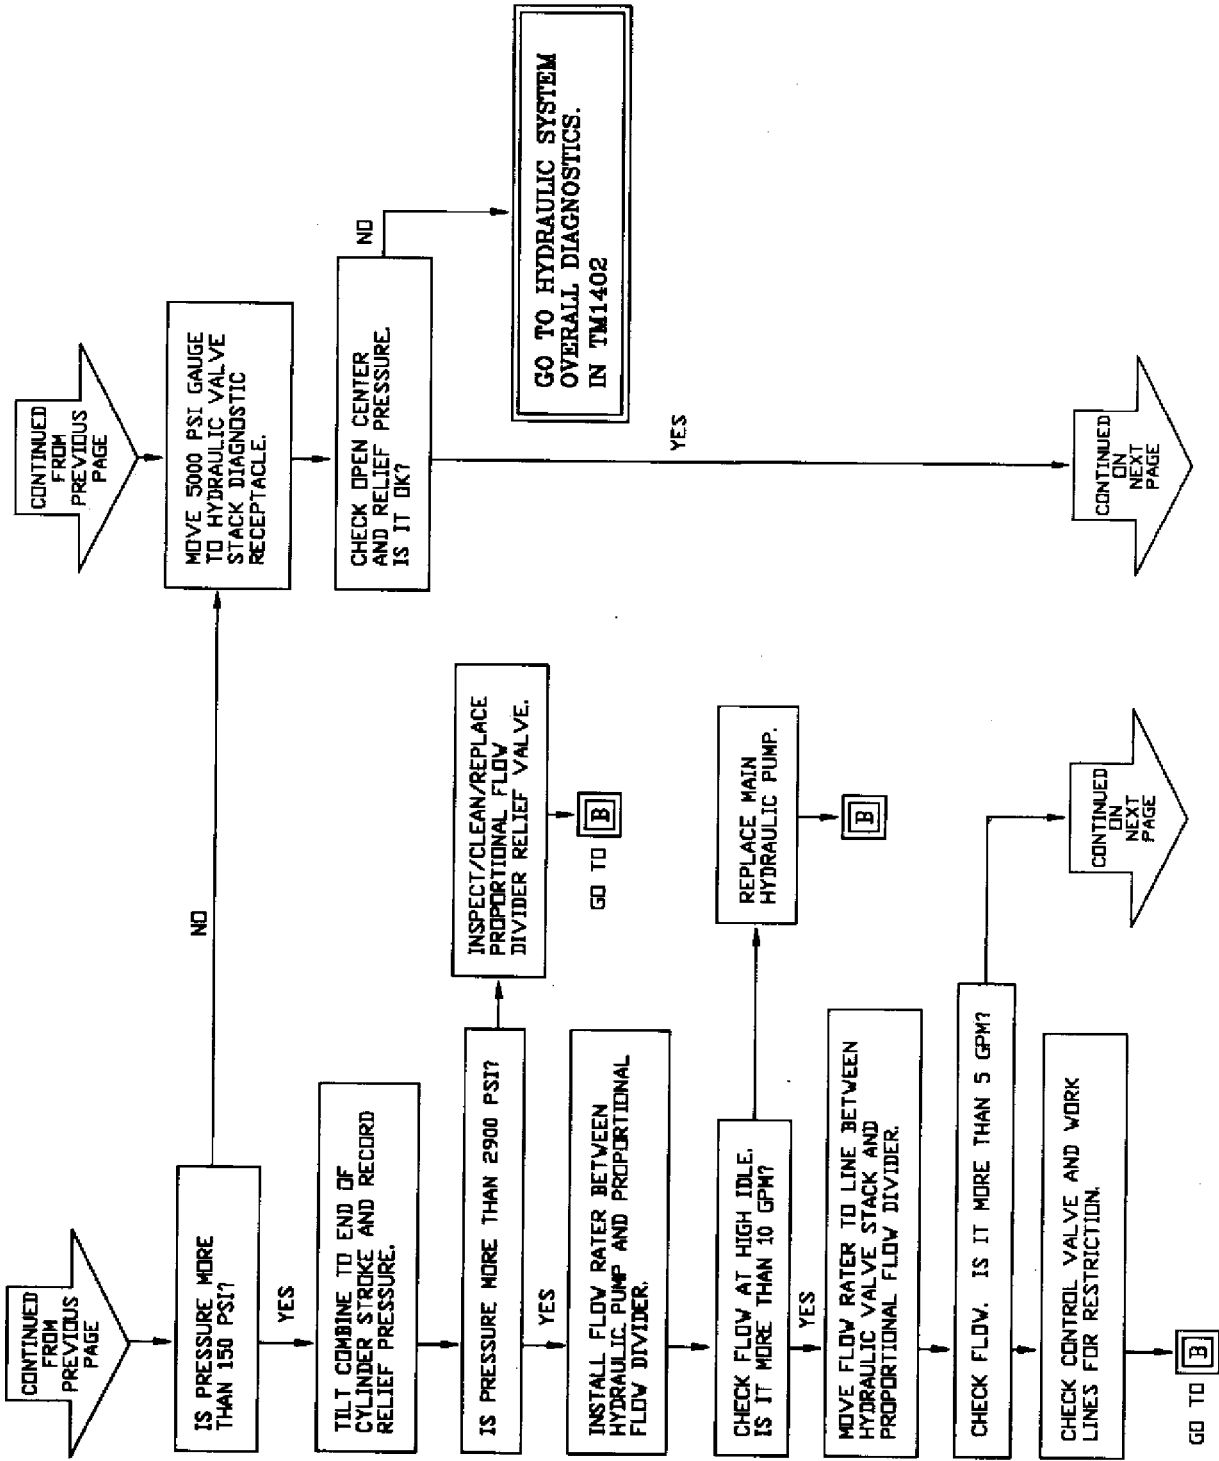 CONTINUED
FROM
PREVIOUS
PAGE
IS PRESSURE MORE
THAN 150 PSI?
NO
YES
TILT COMBINE TO END OF
CYLINDER STROKE AND RECORD
RELIEF PRESSURE.
IS PRESSURE MORE THAN 2900 PSI?
INSPECT/CLEAN/REPLACE
PROPORTIONAL FLOW
DIVIDER RELIEF VALVE.
GO TO B
YES
INSTALL FLOW RATER BETWEEN
HYDRAULIC PUMP AND PROPORTIONAL
FLOW DIVIDER.
CHECK FLOW AT HIGH IDLE.
IS IT MORE THAN 10 GPM?
REPLACE MAIN
HYDRAULIC PUMP.
B
YES
MOVE FLOW RATER TO LINE BETWEEN
HYDRAULIC VALVE STACK AND
PROPORTIONAL FLOW DIVIDER.
CHECK FLOW. IS IT MORE THAN 5 GPM?
CONTINUED
ON
NEXT
PAGE
CHECK CONTROL VALVE AND WORK
LINES FOR RESTRICTION.
GO TO B
CONTINUED
FROM
PREVIOUS
PAGE
MOVE 5000 PSI GAUGE
TO HYDRAULIC VALVE
STACK DIAGNOSTIC
RECEPTACLE.
CHECK OPEN CENTER
AND RELIEF PRESSURE.
IS IT OK?
NO
GO TO HYDRAULIC SYSTEM
OVERALL DIAGNOSTICS.
IN TM1402
YES
CONTINUED
ON
NEXT
PAGE